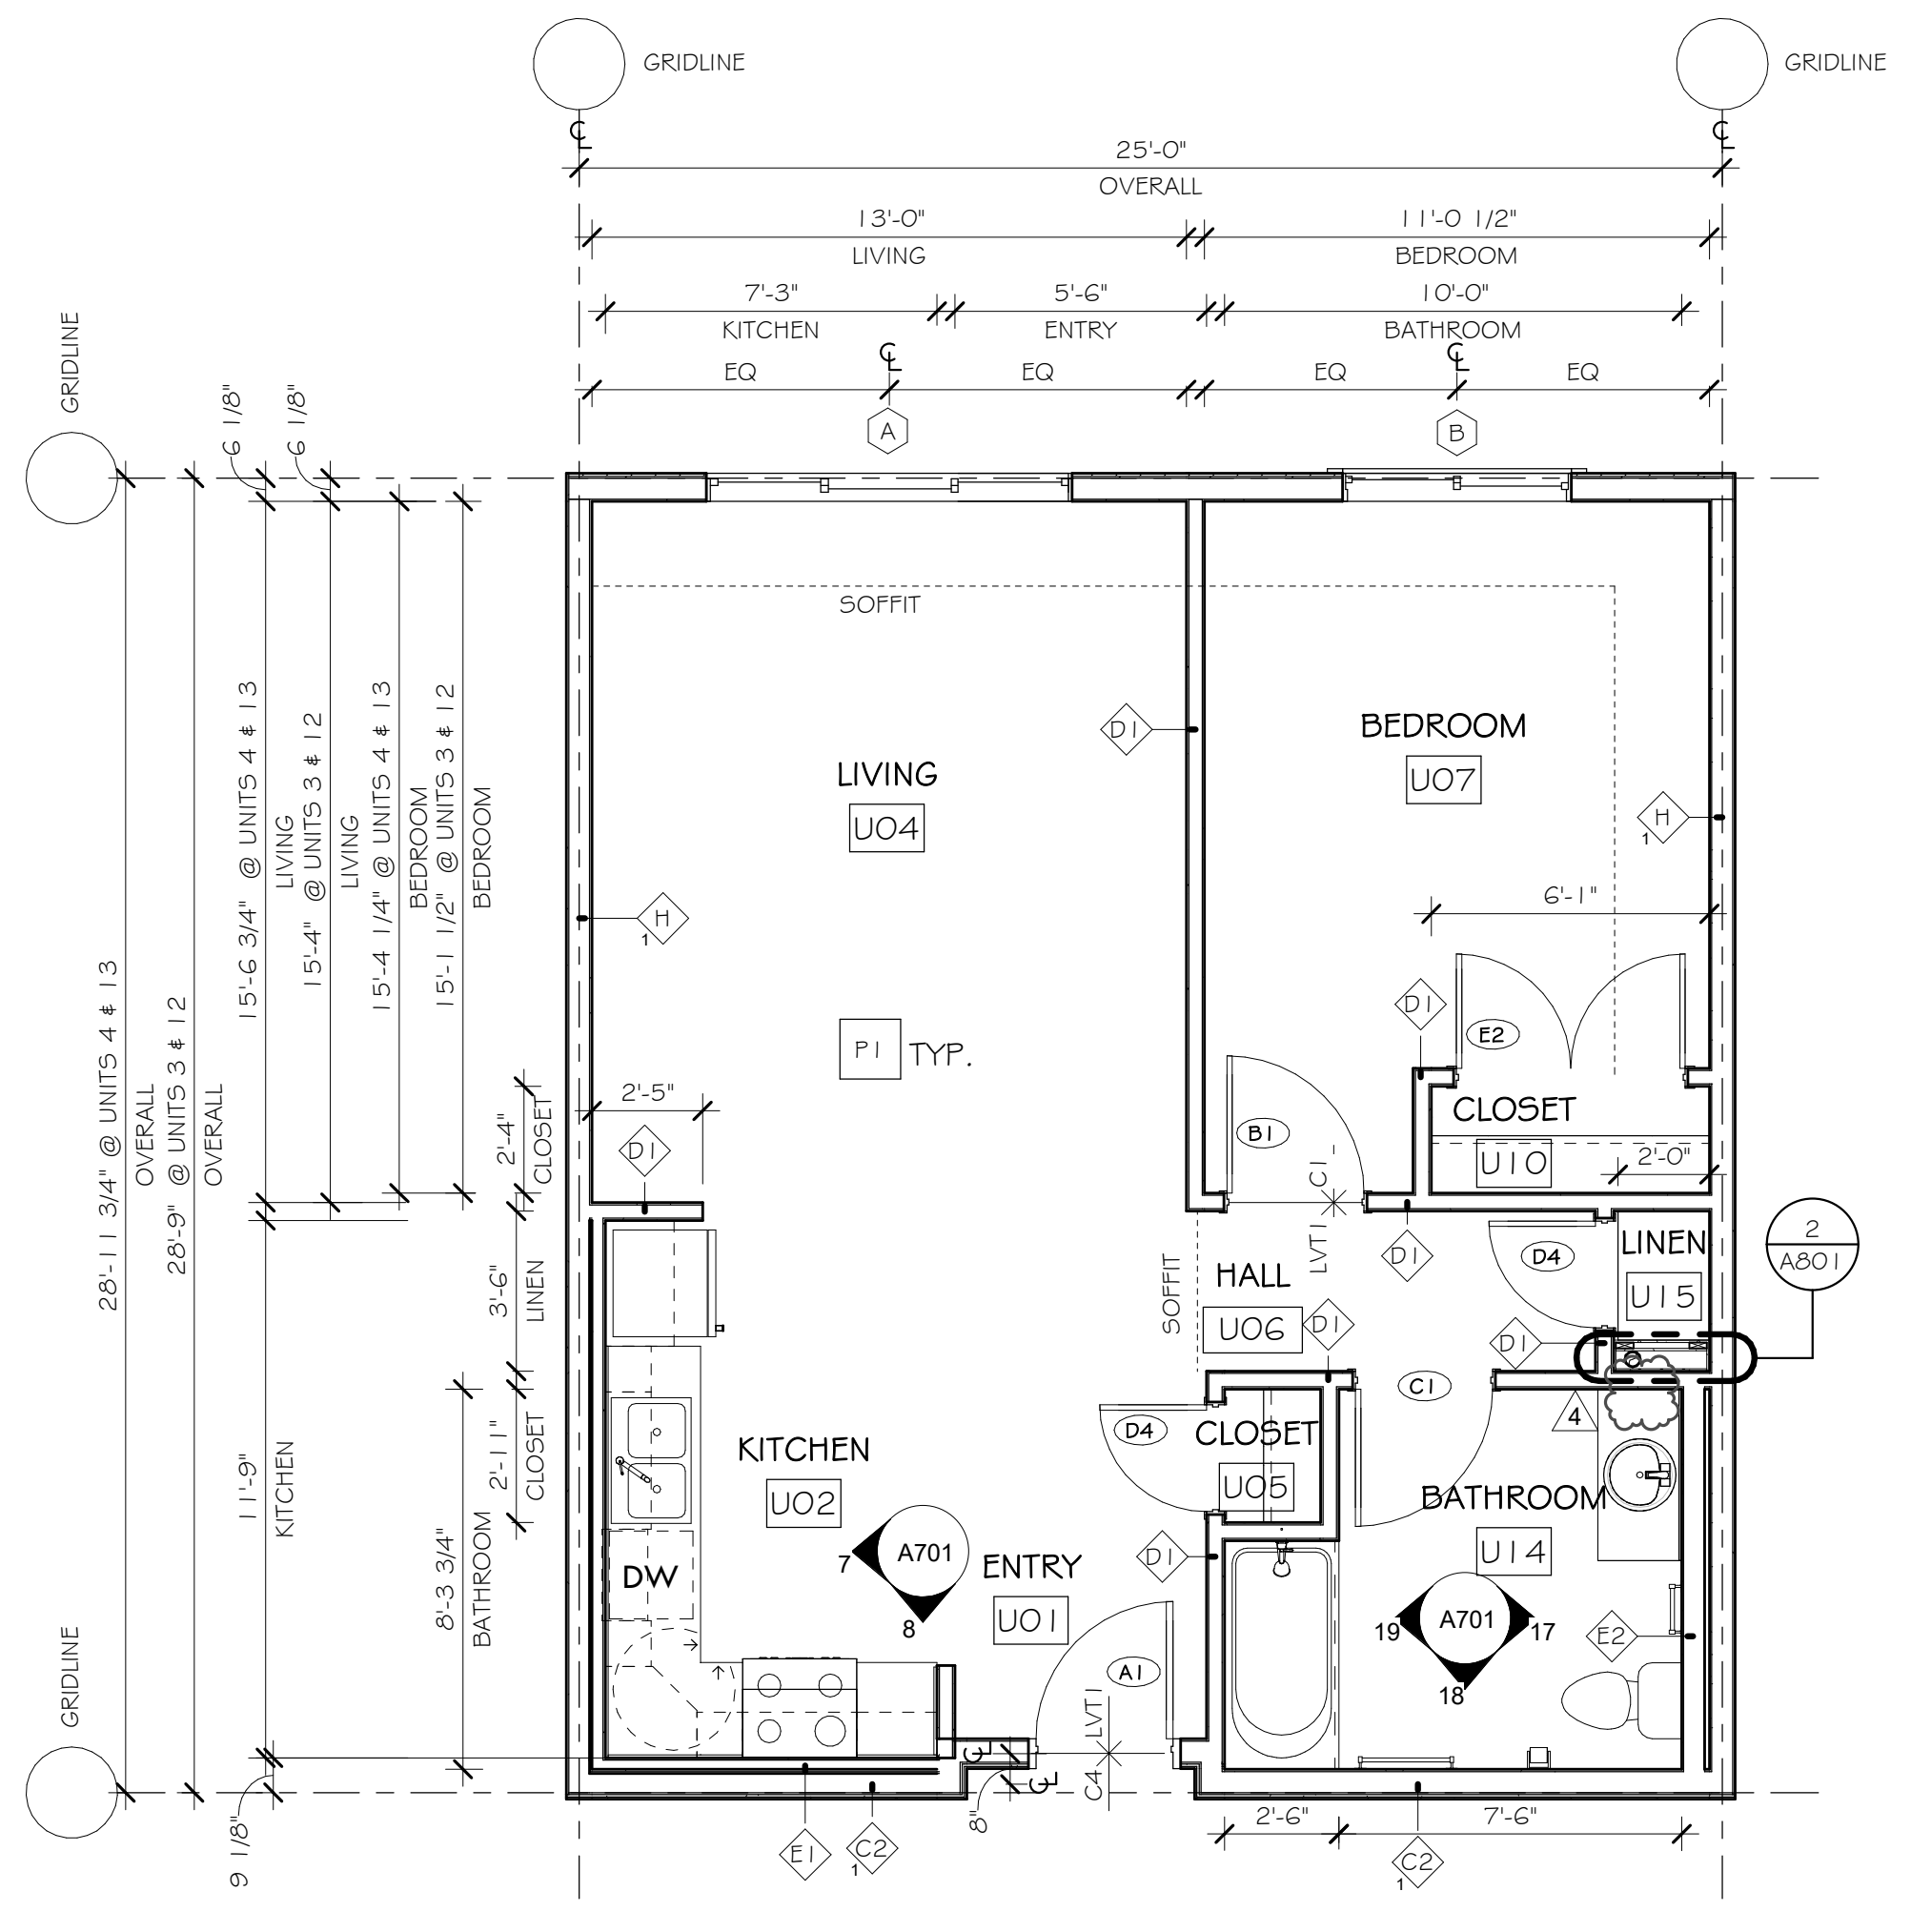 GRIDLINE
GRIDLINE
25'-0"
OVERALL
13'-0"
11'-0 1/2"
LIVING
BEDROOM
7'-3"
5'-6"
10'-0"
KITCHEN
ENTRY
BATHROOM
EQ
EQ
EQ
EQ
A
B
GRIDLINE
6 1/8"
6 1/8"
SOFFIT
28'-11 3/4" @ UNITS 4 & 13
OVERALL
28'-9" @ UNITS 3 & 12
OVERALL
15'-6 3/4" @ UNITS 4 & 13
LIVING
15'-4" @ UNITS 3 & 12
LIVING
15'-4 1/4" @ UNITS 4 & 13
BEDROOM
15'-1 1/2" @ UNITS 3 & 12
BEDROOM
D1
BEDROOM
U07
LIVING
U04
H
1
H
1
6'-1"
D1
E2
P1 TYP.
2'-5"
2'-4"
CLOSET
D1
B1
CLOSET
U10
2'-0"
C1
LVT1
D1
D4
LINEN
U15
2
A801
SOFFIT
HALL
U06
D1
D1
3'-6"
LINEN
C1
4
D4
CLOSET
U05
2'-11"
CLOSET
11'-9"
KITCHEN
8'-3 3/4"
BATHROOM
KITCHEN
U02
BATHROOM
U14
DW
7
A701
8
ENTRY
U01
D1
19
A701
17
18
E2
A1
LVT1
C4
GRIDLINE
9 1/8"
8"
2'-6"
7'-6"
E1
C2
1
C2
1